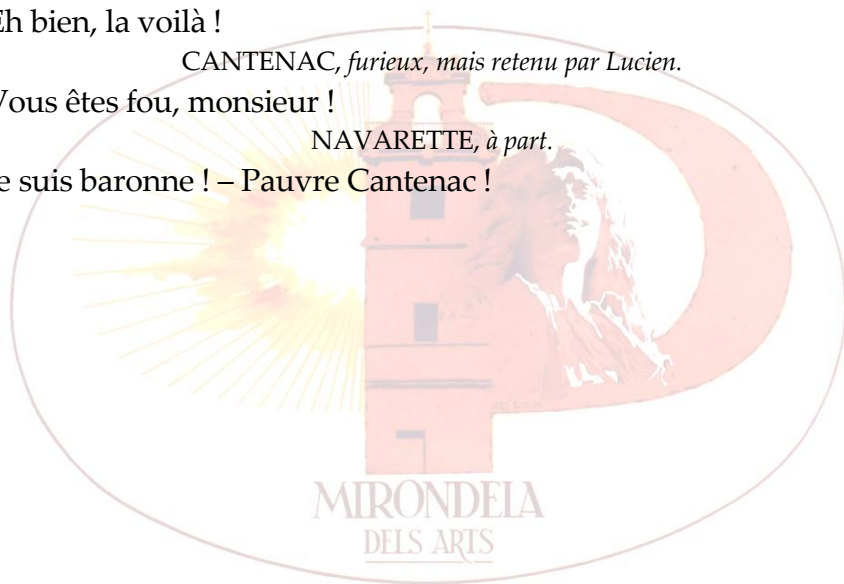 Eh bien, la voilà !
CANTENAC, furieux, mais retenu par Lucien.
Vous êtes fou, monsieur !
NAVARETTE, à part.
Je suis baronne ! – Pauvre Cantenac !
MIRONDELA
DELS ARTS